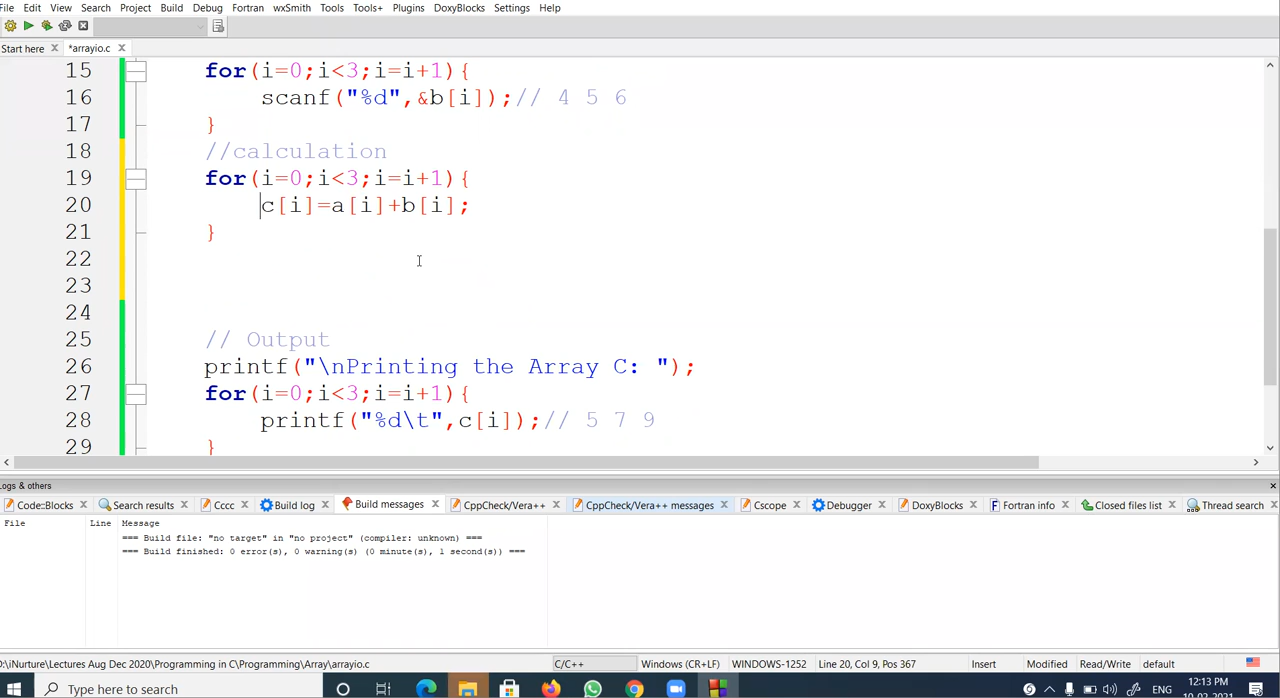 File Edit View Search Project Build Debug Fortran wxSmith Tools Tools+ Plugins DoxyBlocks Settings Help
Start here *arrayio.c
15 for(i=0;i<3;i=i+1){
16 scanf("%d",&b[i]);// 4 5 6
17 }
18 //calculation
19 for(i=0;i<3;i=i+1){
20 c[i]=a[i]+b[i];
21 }
22
23
24
25 // Output
26 printf("\nPrinting the Array C: ");
27 for(i=0;i<3;i=i+1){
28 printf("%d\t",c[i]);// 5 7 9
29 }
Logs & others
Code::Blocks Search results Cccc Build log Build messages CppCheck/Vera++ CppCheck/Vera++ messages Cscope Debugger DoxyBlocks Fortran info Closed files list Thread search
File Line Message
=== Build file: "no target" in "no project" (compiler: unknown) ===
=== Build finished: 0 error(s), 0 warning(s) (0 minute(s), 1 second(s)) ===
D:\iNurture\Lectures Aug Dec 2020\Programming in C\Programming\Array\arrayio.c C/C++ Windows (CR+LF) WINDOWS-1252 Line 20, Col 9, Pos 367 Insert Modified Read/Write default
Type here to search ENG 12:13 PM